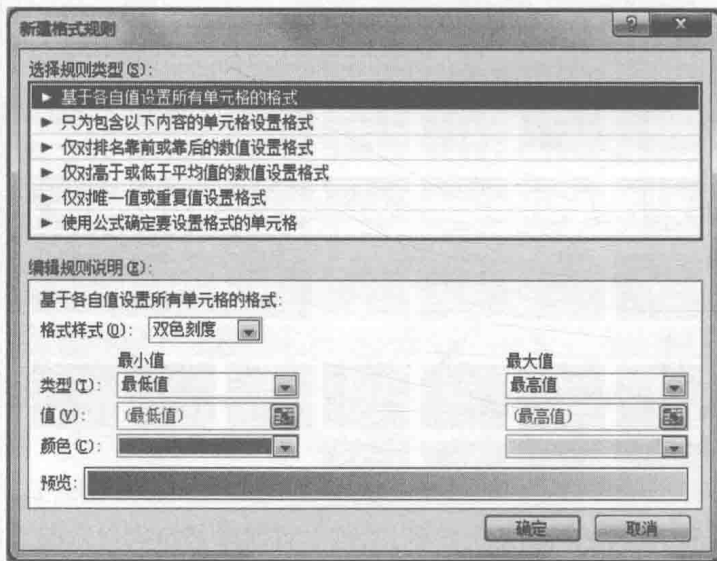 新建格式规则
选择规则类型(S):
► 基于各自值设置所有单元格的格式
► 只为包含以下内容的单元格设置格式
► 仅对排名靠前或靠后的数值设置格式
► 仅对高于或低于平均值的数值设置格式
► 仅对唯一值或重复值设置格式
► 使用公式确定要设置格式的单元格
编辑规则说明(E):
基于各自值设置所有单元格的格式:
格式样式(O): 双色刻度
最小值 最大值
类型(T): 最低值 最高值
值(V): (最低值) (最高值)
颜色(C):
预览:
确定 取消